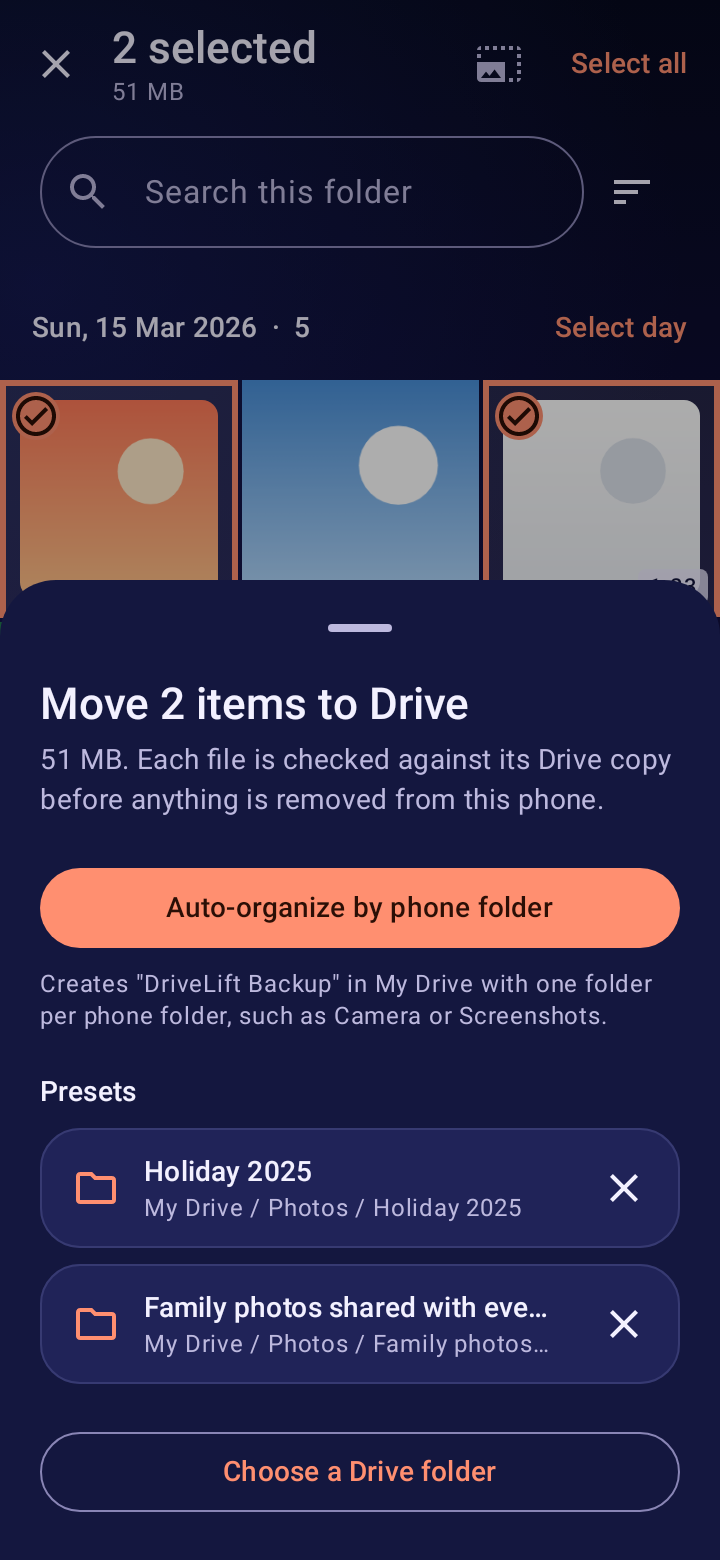 2 selected
51 MB
Select all
Search this folder
Sun, 15 Mar 2026 · 5
Select day
Move 2 items to Drive
51 MB. Each file is checked against its Drive copy
before anything is removed from this phone.
Auto-organize by phone folder
Creates "DriveLift Backup" in My Drive with one folder
per phone folder, such as Camera or Screenshots.
Presets
Holiday 2025
My Drive / Photos / Holiday 2025
Family photos shared with eve…
My Drive / Photos / Family photos…
Choose a Drive folder